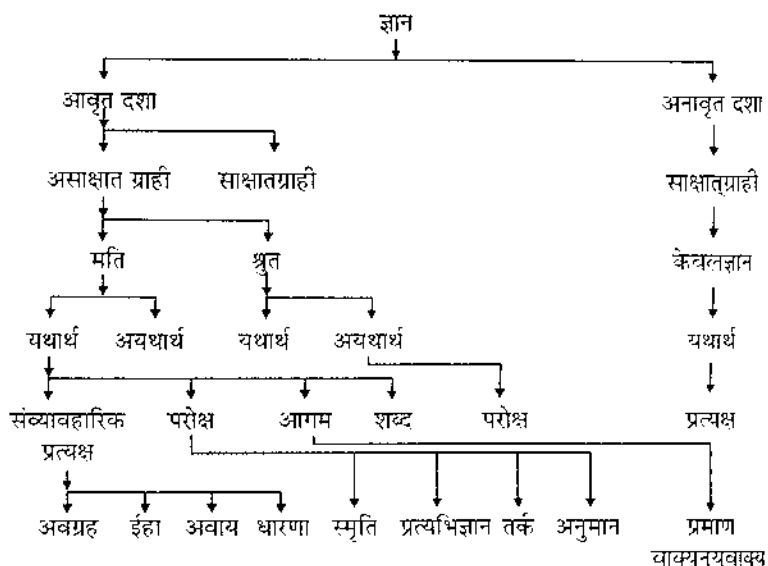 ज्ञान
आवृत दशा अनावृत दशा
असाक्षात ग्राही साक्षातग्राही साक्षात्ग्राही
मति श्रुत केवलज्ञान
यथार्थ अयथार्थ यथार्थ अयथार्थ यथार्थ
संव्यावहारिक परोक्ष आगम शब्द परोक्ष प्रत्यक्ष
प्रत्यक्ष
अवग्रह ईहा अवाय धारणा स्मृति प्रत्यभिज्ञान तर्क अनुमान प्रमाण
वाक्यनयवाक्य